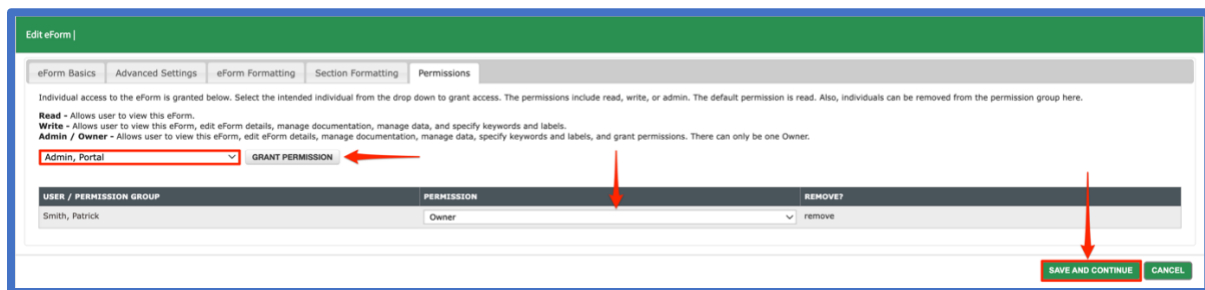 Edit eForm |
eForm Basics Advanced Settings eForm Formatting Section Formatting Permissions
Individual access to the eForm is granted below. Select the intended individual from the drop down to grant access. The permissions include read, write, or admin. The default permission is read. Also, individuals can be removed from the permission group here.
Read - Allows user to view this eForm.
Write - Allows user to view this eForm, edit eForm details, manage documentation, manage data, and specify keywords and labels.
Admin / Owner - Allows user to view this eForm, edit eForm details, manage documentation, manage data, specify keywords and labels, and grant permissions. There can only be one Owner.
Admin, Portal GRANT PERMISSION
USER / PERMISSION GROUP PERMISSION REMOVE?
Smith, Patrick Owner remove
SAVE AND CONTINUE CANCEL